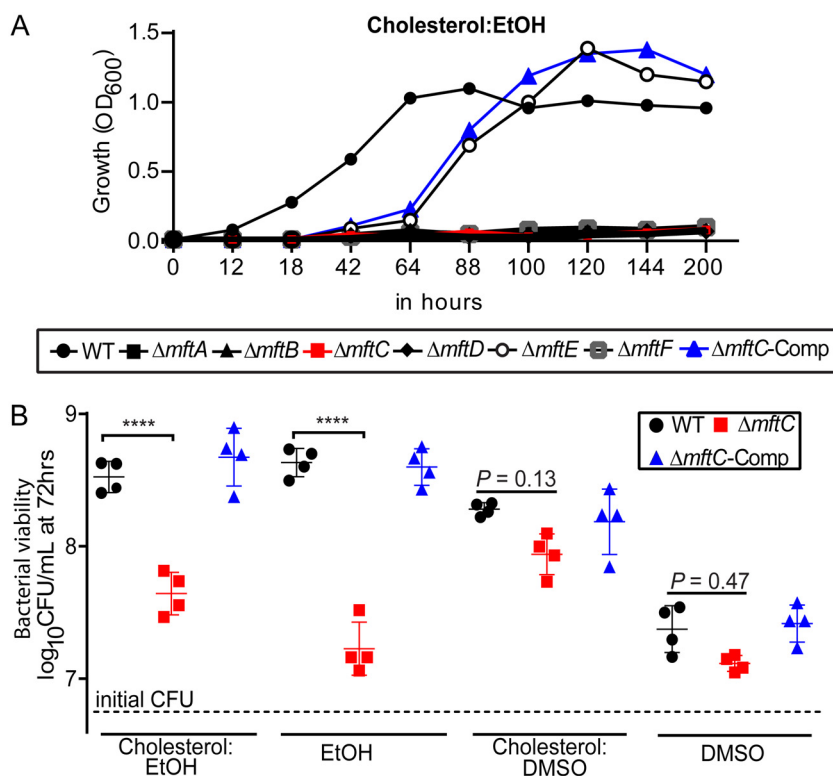 A
Cholesterol:EtOH
Growth (OD600)
1.5
1.0
0.5
0.0
0 12 18 42 64 88 100 120 144 200
in hours
WT ΔmftA ΔmftB ΔmftC ΔmftD ΔmftE ΔmftF ΔmftC-Comp
B
Bacterial viability
log10CFU/mL at 72hrs
9
8
7
WT ΔmftC
ΔmftC-Comp
**** ****
P = 0.13
P = 0.47
initial CFU
Cholesterol:
EtOH
EtOH
Cholesterol:
DMSO
DMSO